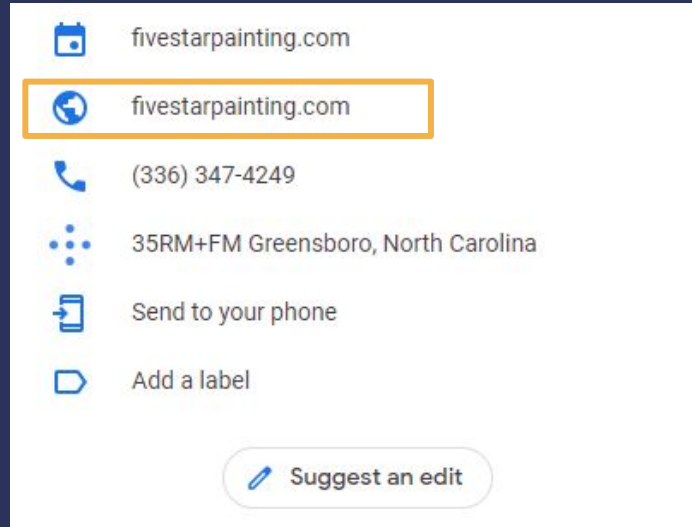 fivestarpainting.com
fivestarpainting.com
(336) 347-4249
35RM+FM Greensboro, North Carolina
Send to your phone
Add a label
Suggest an edit